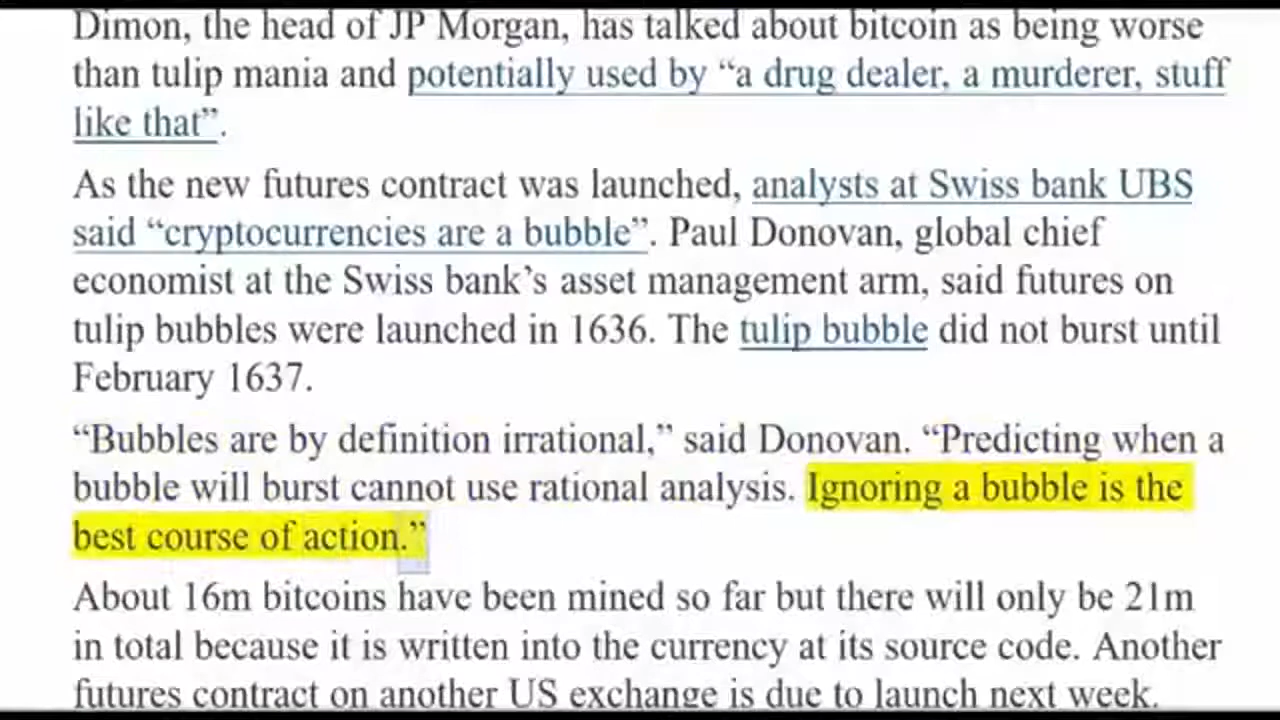 Dimon, the head of JP Morgan, has talked about bitcoin as being worse
than tulip mania and potentially used by “a drug dealer, a murderer, stuff
like that”.
As the new futures contract was launched, analysts at Swiss bank UBS
said “cryptocurrencies are a bubble”. Paul Donovan, global chief
economist at the Swiss bank’s asset management arm, said futures on
tulip bubbles were launched in 1636. The tulip bubble did not burst until
February 1637.
“Bubbles are by definition irrational,” said Donovan. “Predicting when a
bubble will burst cannot use rational analysis. Ignoring a bubble is the
best course of action.”
About 16m bitcoins have been mined so far but there will only be 21m
in total because it is written into the currency at its source code. Another
futures contract on another US exchange is due to launch next week.